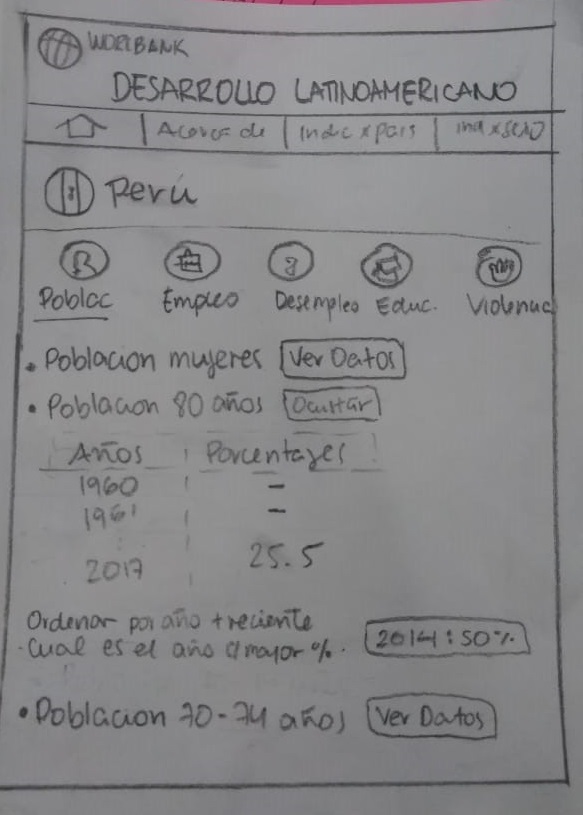 WORLBANK
DESARROLLO LATINOAMERICANO
Acerca de | Indic x pais | ind x sexo
Perú
Poblac Empleo Desempleo Educ. Violenc
• Poblacion mujeres Ver Datos
• Poblacion 80 años Ocultar
Años Porcentajes
1960 -
1961 -
2017 25.5
Ordenar por año + reciente
Cual es el año c/ mayor %. 2014 : 50%
• Poblacion 70-74 años Ver Datos